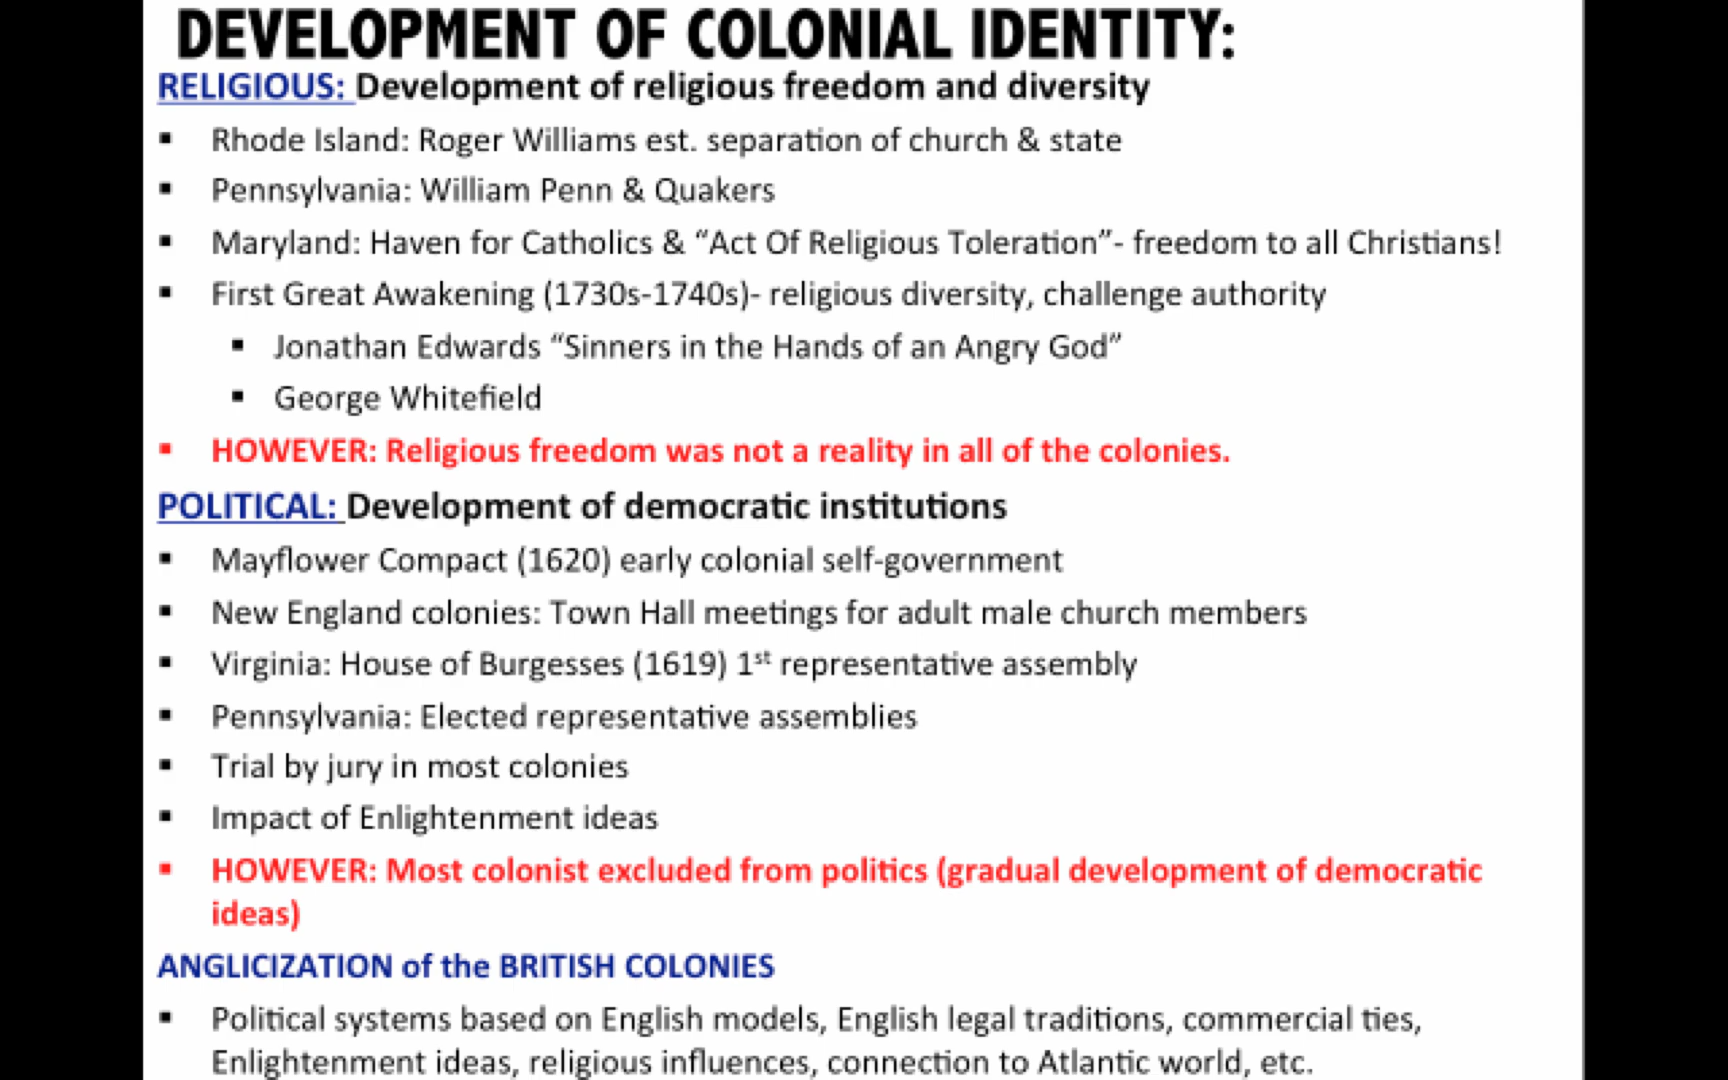 DEVELOPMENT OF COLONIAL IDENTITY:
RELIGIOUS: Development of religious freedom and diversity
▪ Rhode Island: Roger Williams est. separation of church & state
▪ Pennsylvania: William Penn & Quakers
▪ Maryland: Haven for Catholics & “Act Of Religious Toleration”- freedom to all Christians!
▪ First Great Awakening (1730s-1740s)- religious diversity, challenge authority
▪ Jonathan Edwards “Sinners in the Hands of an Angry God”
▪ George Whitefield
▪ HOWEVER: Religious freedom was not a reality in all of the colonies.
POLITICAL: Development of democratic institutions
▪ Mayflower Compact (1620) early colonial self-government
▪ New England colonies: Town Hall meetings for adult male church members
▪ Virginia: House of Burgesses (1619) 1st representative assembly
▪ Pennsylvania: Elected representative assemblies
▪ Trial by jury in most colonies
▪ Impact of Enlightenment ideas
▪ HOWEVER: Most colonist excluded from politics (gradual development of democratic
ideas)
ANGLICIZATION of the BRITISH COLONIES
▪ Political systems based on English models, English legal traditions, commercial ties,
Enlightenment ideas, religious influences, connection to Atlantic world, etc.